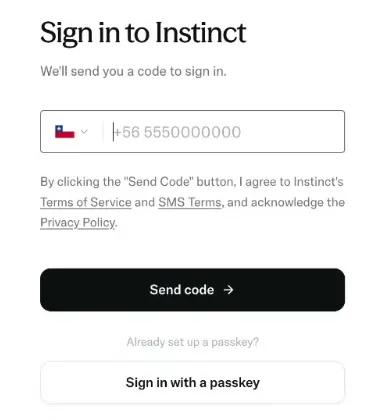 Sign in to Instinct
We'll send you a code to sign in.
+56 5550000000
By clicking the "Send Code" button, I agree to Instinct's
Terms of Service and SMS Terms, and acknowledge the
Privacy Policy.
Send code →
Already set up a passkey?
Sign in with a passkey